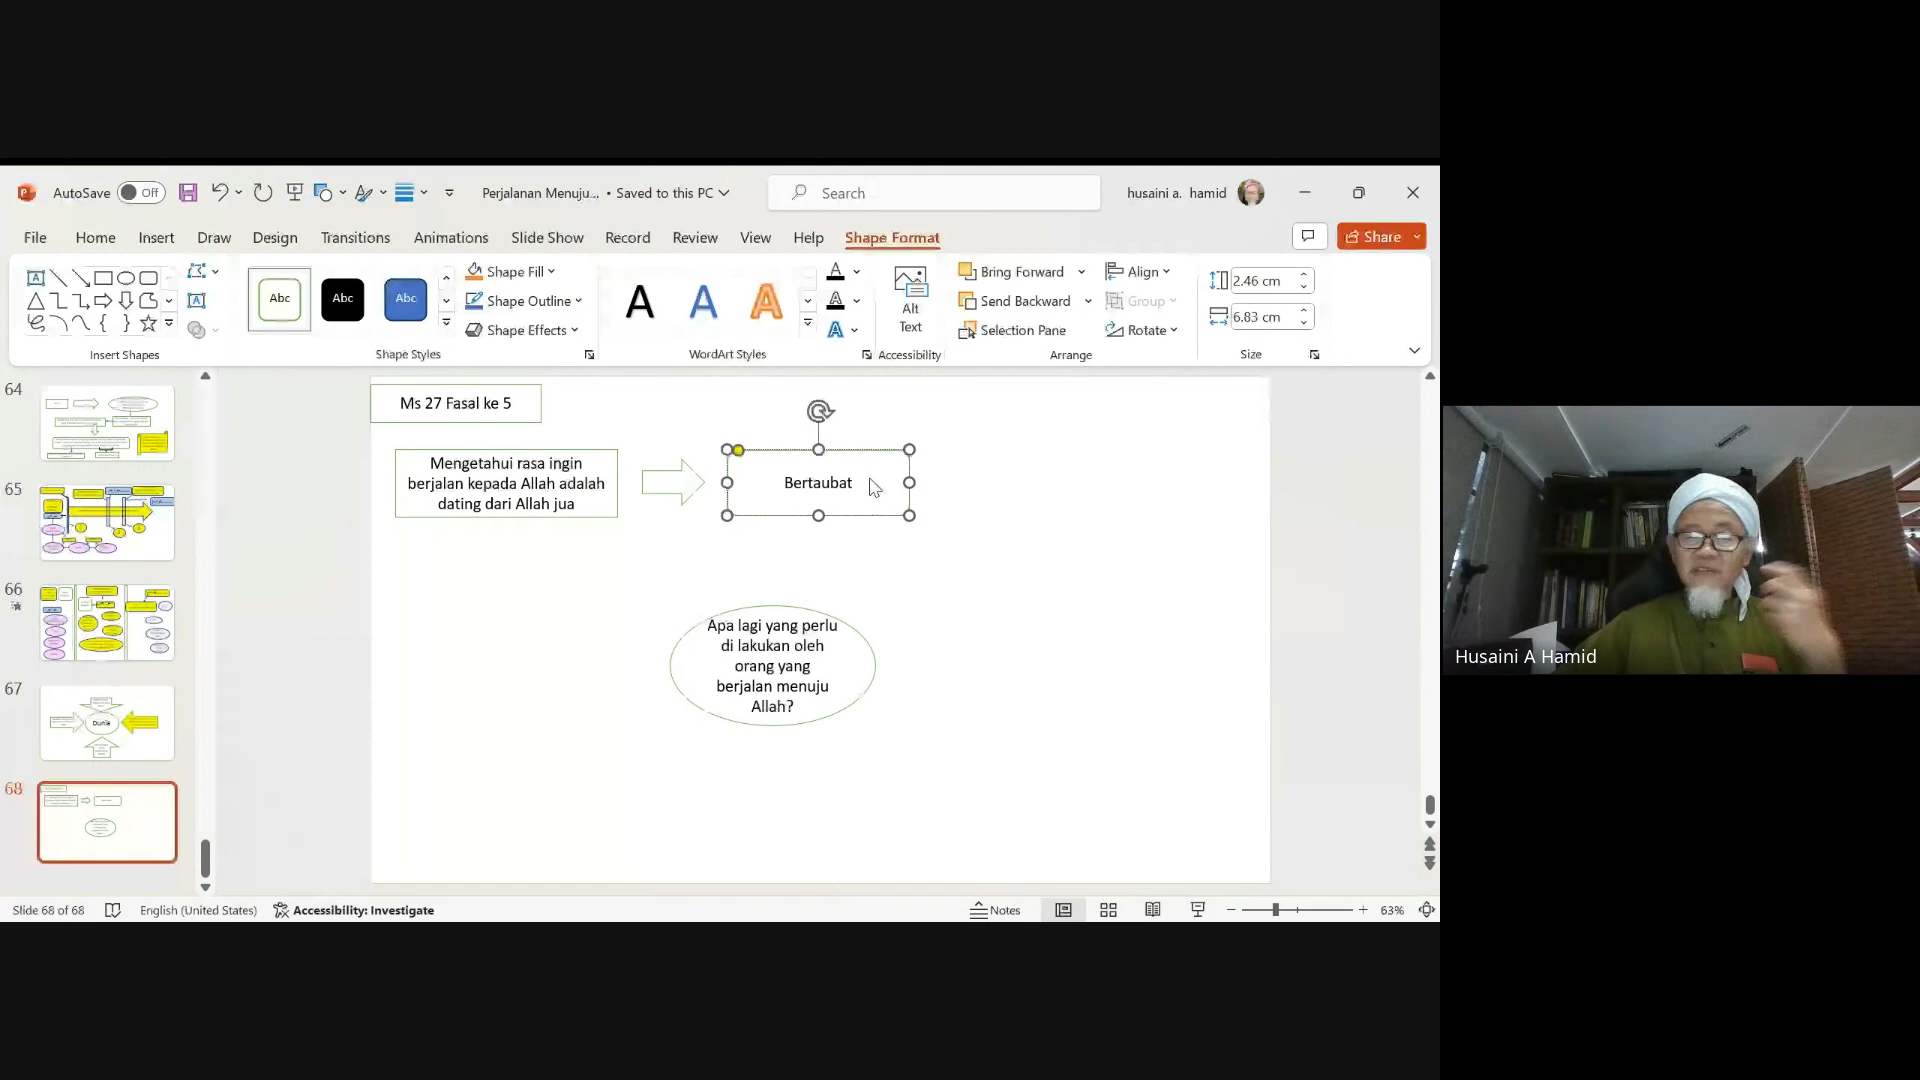 AutoSave Off Perjalanan Menuju... • Saved to this PC Search husaini a. hamid
File Home Insert Draw Design Transitions Animations Slide Show Record Review View Help Shape Format Share
Abc Abc Abc
Shape Fill
Shape Outline
Shape Effects
A A A
A
A
A
Alt
Text
Bring Forward
Send Backward
Selection Pane
Align
Group
Rotate
2.46 cm
6.83 cm
Insert Shapes Shape Styles WordArt Styles Accessibility Arrange Size
64
65
66
67
Dunia
68
Ms 27 Fasal ke 5
Mengetahui rasa ingin
berjalan kepada Allah adalah
dating dari Allah jua
Bertaubat
Apa lagi yang perlu
di lakukan oleh
orang yang
berjalan menuju
Allah?
Slide 68 of 68 English (United States) Accessibility: Investigate Notes 63%
Husaini A Hamid